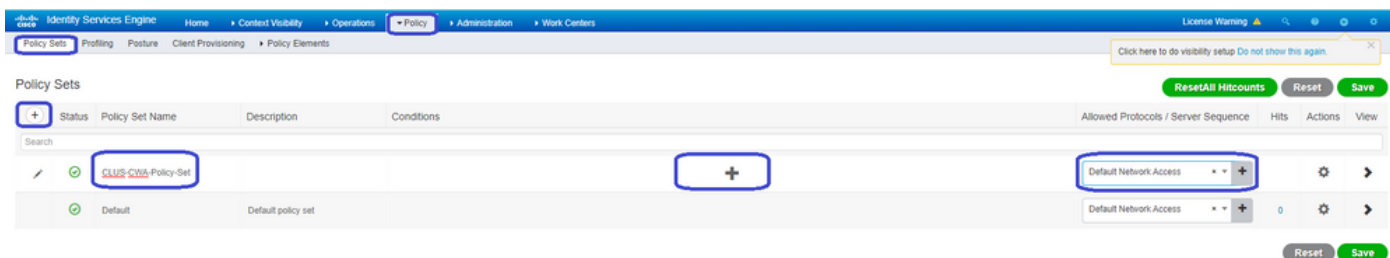 cisco Identity Services Engine Home Context Visibility Operations Policy Administration Work Centers License Warning
Policy Sets Profiling Posture Client Provisioning Policy Elements
Click here to do visibility setup Do not show this again.
Policy Sets
ResetAll Hitcounts Reset Save
+ Status Policy Set Name Description Conditions Allowed Protocols / Server Sequence Hits Actions View
Search
CLUS-CWA-Policy-Set + Default Network Access × +
Default Default policy set Default Network Access × + 0
Reset Save